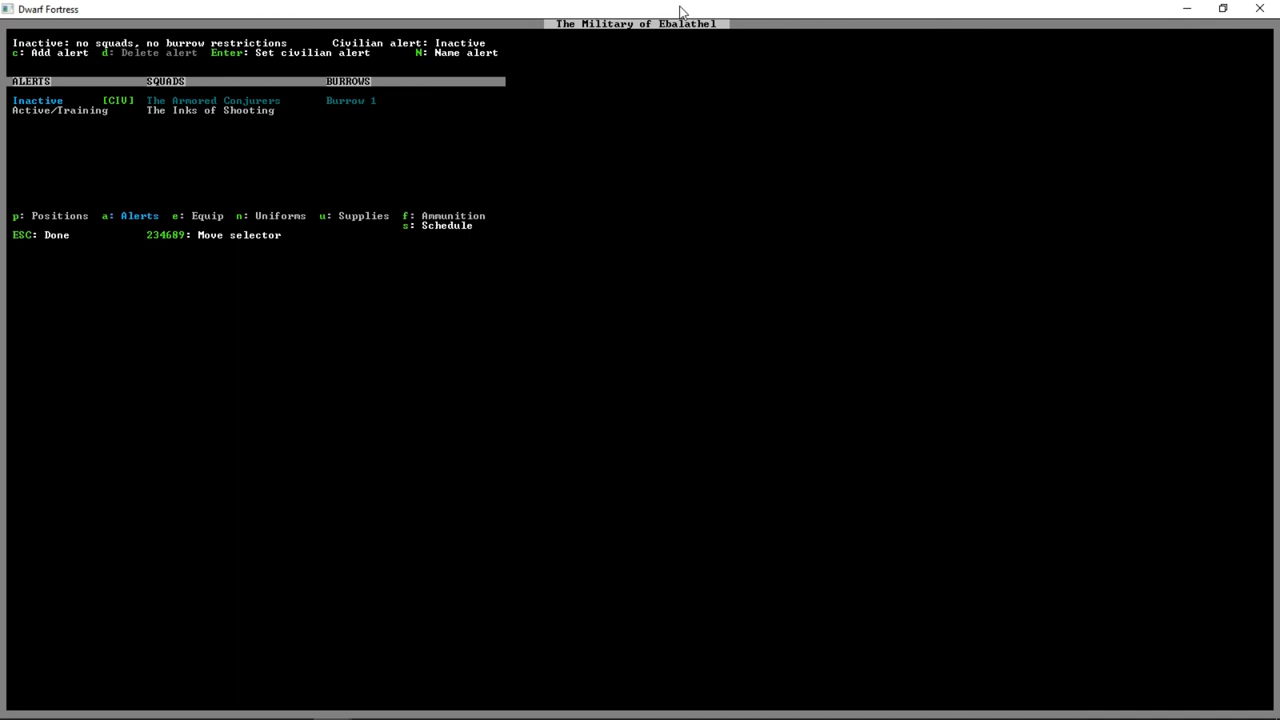 Dwarf Fortress
The Military of Ebalathel
Inactive: no squads, no burrow restrictions Civilian alert: Inactive
c: Add alert d: Delete alert Enter: Set civilian alert N: Name alert
ALERTS SQUADS BURROWS
Inactive [CIV] The Armored Conjurers Burrow 1
Active/Training The Inks of Shooting
p: Positions a: Alerts e: Equip n: Uniforms u: Supplies f: Ammunition
s: Schedule
ESC: Done 234689: Move selector